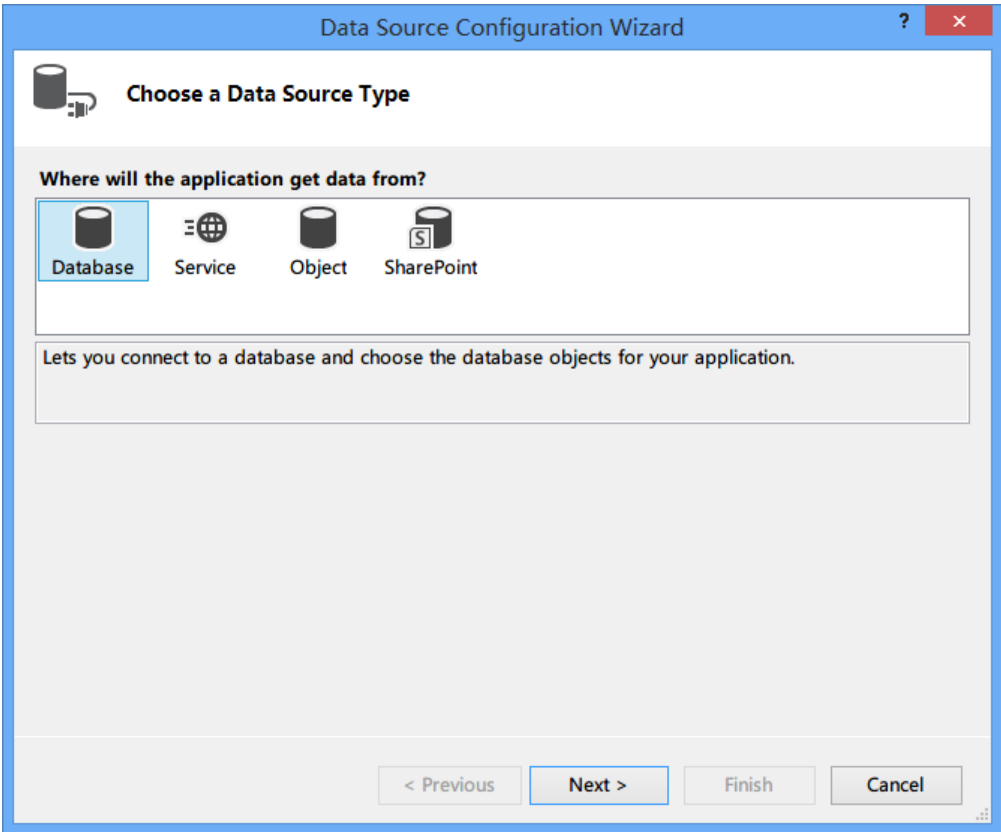 Data Source Configuration Wizard
?
Choose a Data Source Type
Where will the application get data from?
Database Service Object SharePoint
Lets you connect to a database and choose the database objects for your application.
< Previous Next > Finish Cancel